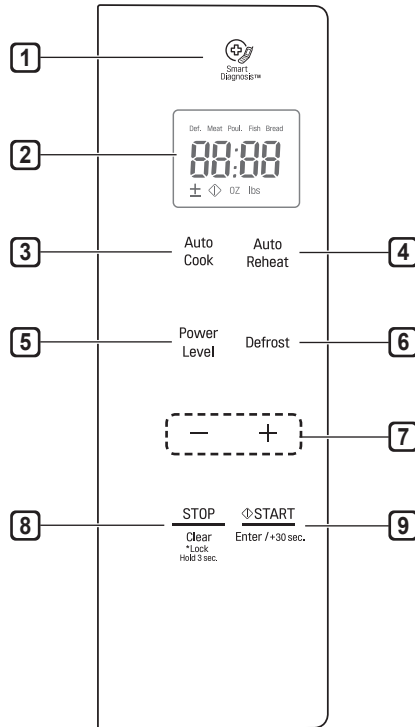 1
Smart
Diagnosis™
2
Def. Meat Poul. Fish Bread
88:88
OZ lbs
3
Auto
Cook
Auto
Reheat
4
5
Power
Level
Defrost
6
− +
7
8
STOP
Clear
*Lock
Hold 3 sec.
START
Enter /+30 sec.
9